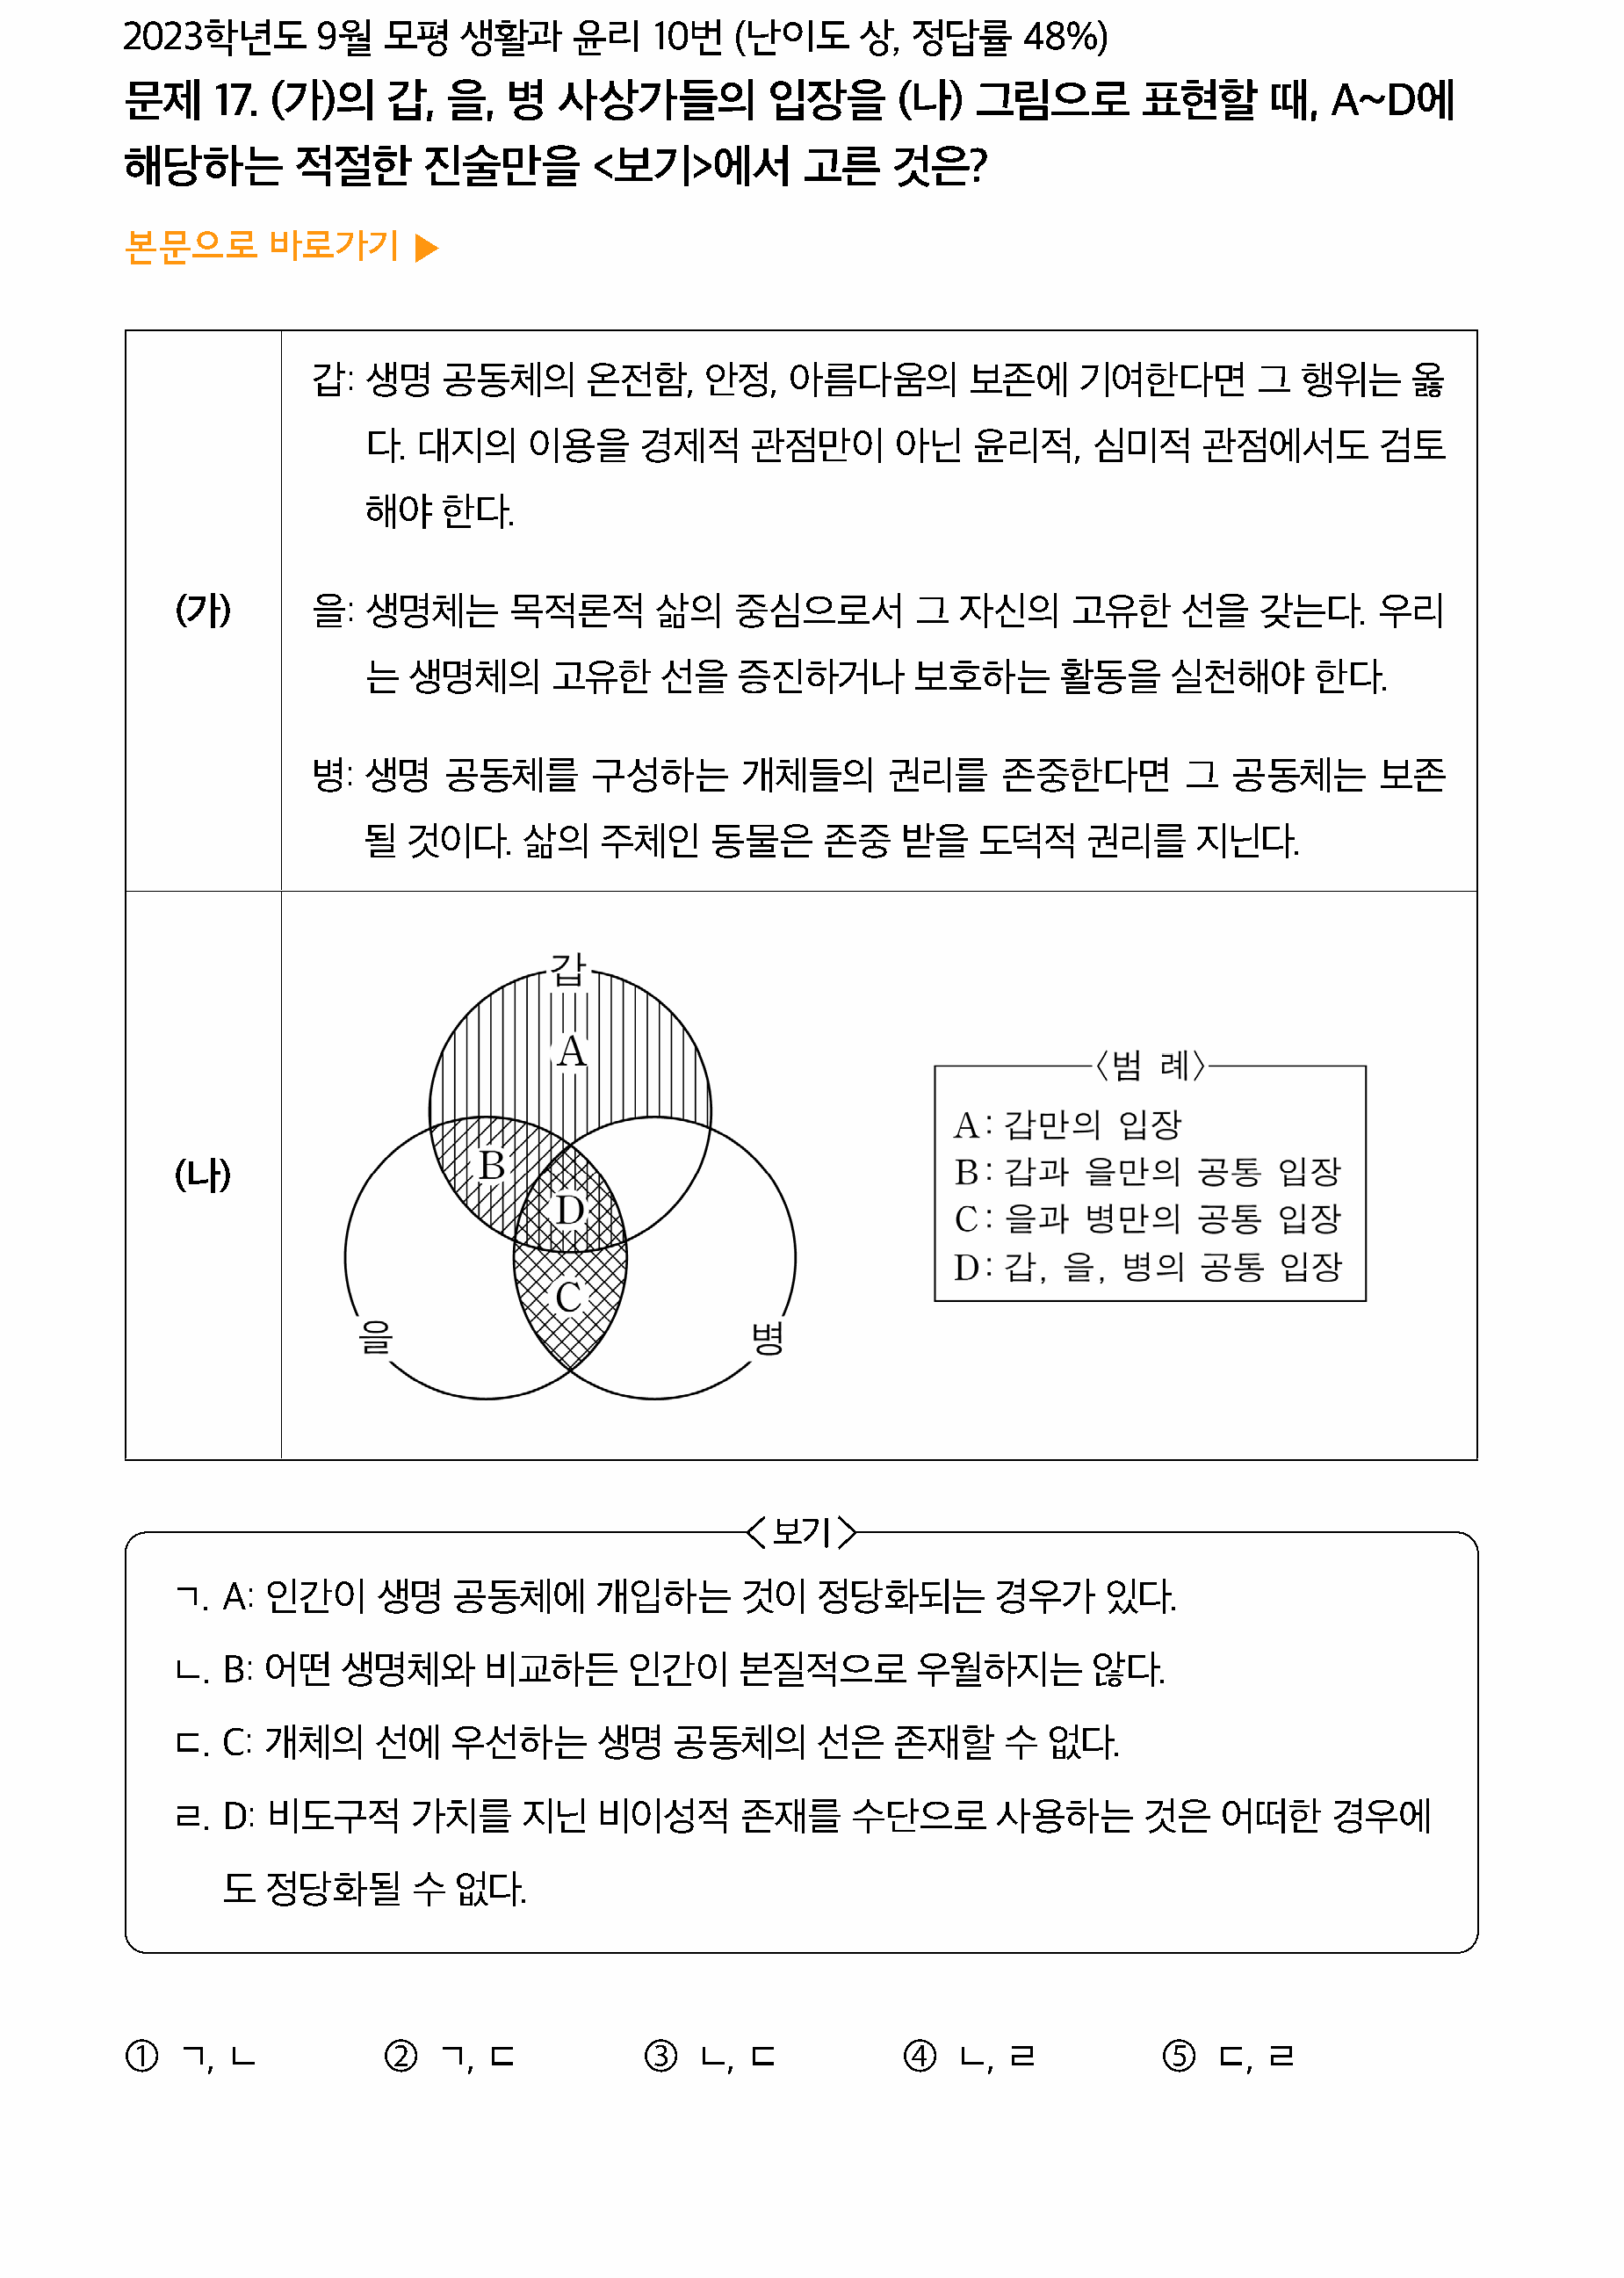 2023학년도 9월 모평 생활과 윤리 10번 (난이도 상, 정답률 48%)
문제 17. (가)의 갑, 을, 병 사상가들의 입장을 (나) 그림으로 표현할 때, A~D에
해당하는 적절한 진술만을 <보기>에서 고른 것은?
본문으로 바로가기 ▶
(가)
갑: 생명 공동체의 온전함, 안정, 아름다움의 보존에 기여한다면 그 행위는 옳
다. 대지의 이용을 경제적 관점만이 아닌 윤리적, 심미적 관점에서도 검토
해야 한다.
을: 생명체는 목적론적 삶의 중심으로서 그 자신의 고유한 선을 갖는다. 우리
는 생명체의 고유한 선을 증진하거나 보호하는 활동을 실천해야 한다.
병: 생명 공동체를 구성하는 개체들의 권리를 존중한다면 그 공동체는 보존
될 것이다. 삶의 주체인 동물은 존중 받을 도덕적 권리를 지닌다.
(나)
갑
A
B
D
C
을
병
〈범 례〉
A: 갑만의 입장
B: 갑과 을만의 공통 입장
C: 을과 병만의 공통 입장
D: 갑, 을, 병의 공통 입장
<보기>
ㄱ. A: 인간이 생명 공동체에 개입하는 것이 정당화되는 경우가 있다.
ㄴ. B: 어떤 생명체와 비교하든 인간이 본질적으로 우월하지는 않다.
ㄷ. C: 개체의 선에 우선하는 생명 공동체의 선은 존재할 수 없다.
ㄹ. D: 비도구적 가치를 지닌 비이성적 존재를 수단으로 사용하는 것은 어떠한 경우에
도 정당화될 수 없다.
① ㄱ, ㄴ ② ㄱ, ㄷ ③ ㄴ, ㄷ ④ ㄴ, ㄹ ⑤ ㄷ, ㄹ